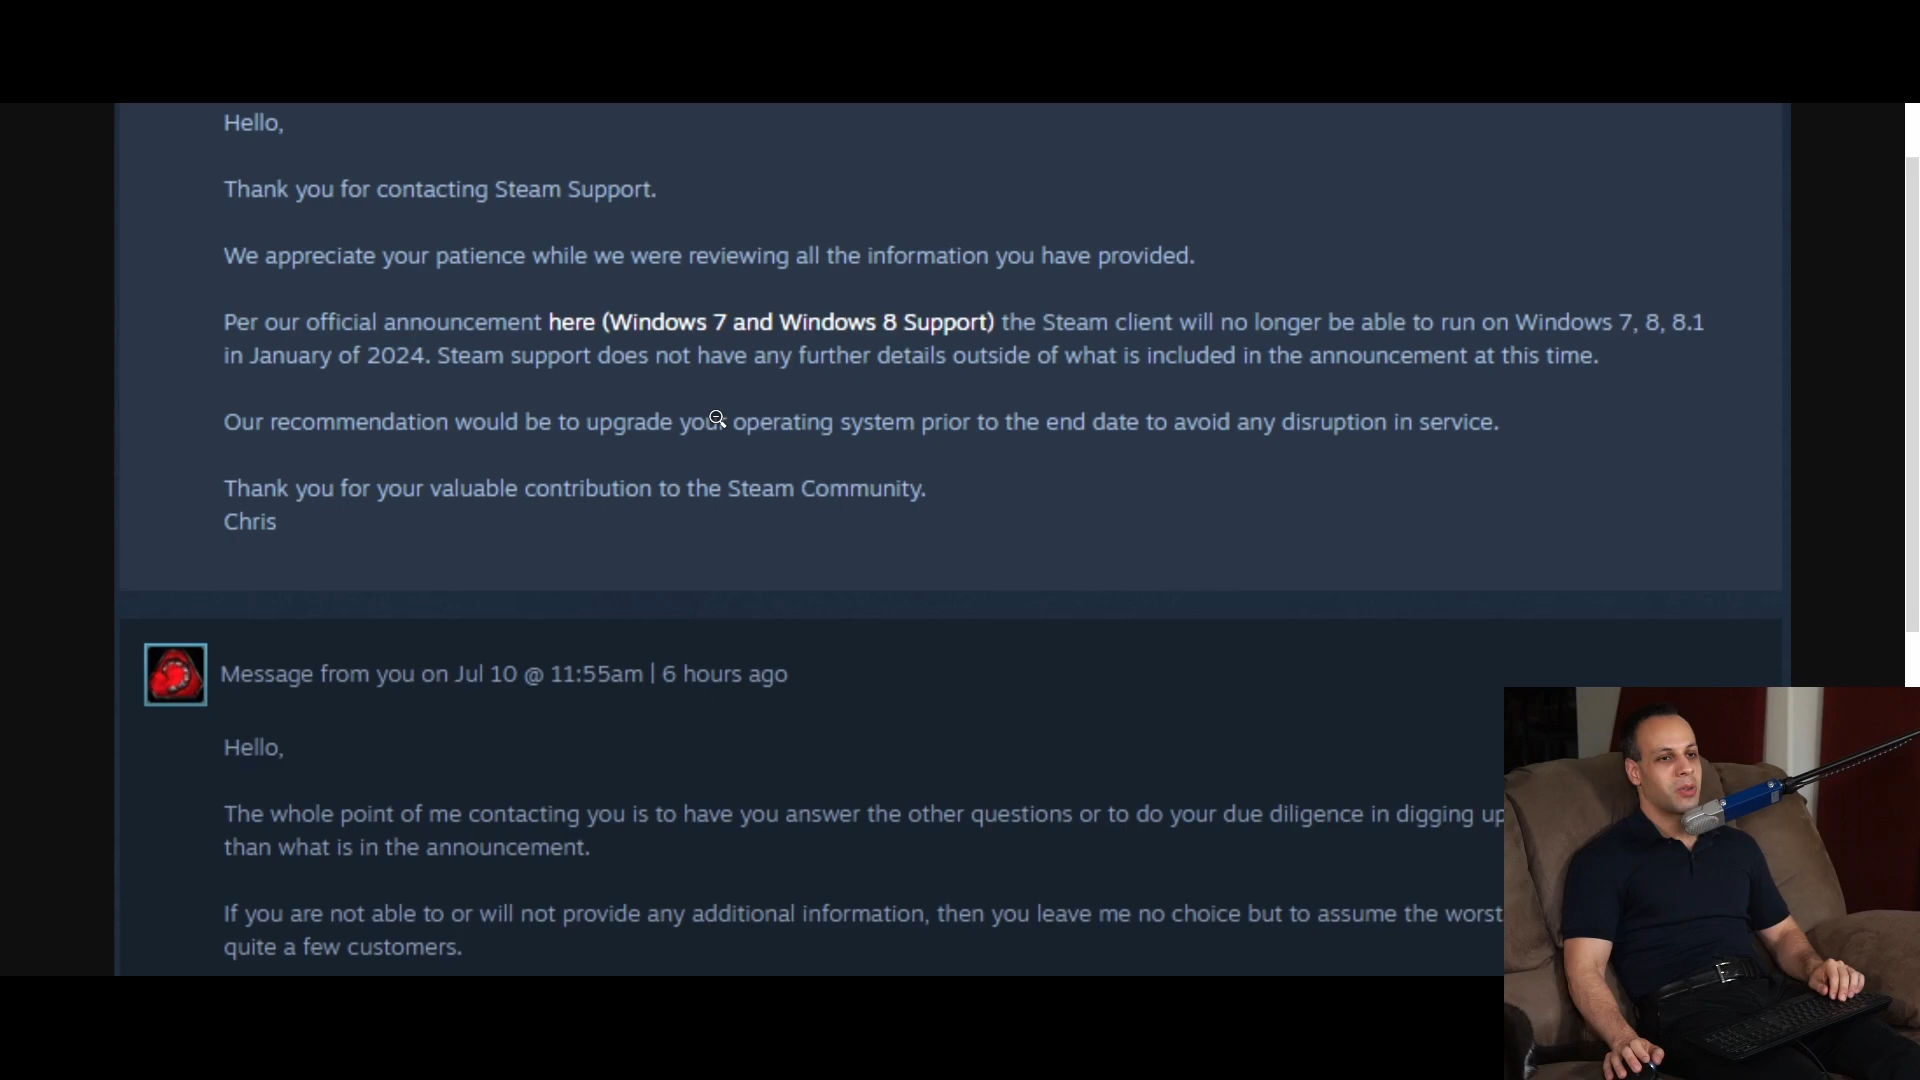 Hello,
Thank you for contacting Steam Support.
We appreciate your patience while we were reviewing all the information you have provided.
Per our official announcement here (Windows 7 and Windows 8 Support) the Steam client will no longer be able to run on Windows 7, 8, 8.1
in January of 2024. Steam support does not have any further details outside of what is included in the announcement at this time.
Our recommendation would be to upgrade your operating system prior to the end date to avoid any disruption in service.
Thank you for your valuable contribution to the Steam Community.
Chris
Message from you on Jul 10 @ 11:55am | 6 hours ago
Hello,
The whole point of me contacting you is to have you answer the other questions or to do your due diligence in digging up
than what is in the announcement.
If you are not able to or will not provide any additional information, then you leave me no choice but to assume the worst
quite a few customers.